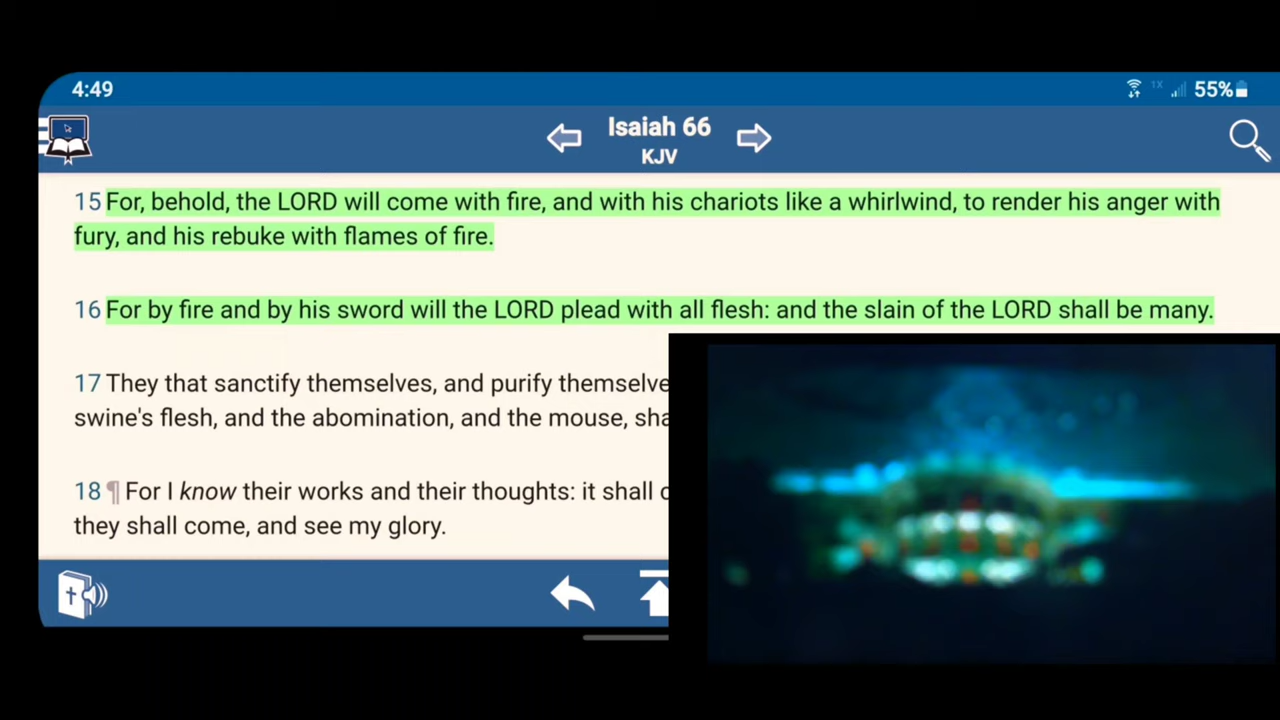 4:49
1X
55%
Isaiah 66
KJV
15 For, behold, the LORD will come with fire, and with his chariots like a whirlwind, to render his anger with
fury, and his rebuke with flames of fire.
16 For by fire and by his sword will the LORD plead with all flesh: and the slain of the LORD shall be many.
17 They that sanctify themselves, and purify themselve
swine's flesh, and the abomination, and the mouse, sha
18 ¶ For I know their works and their thoughts: it shall c
they shall come, and see my glory.